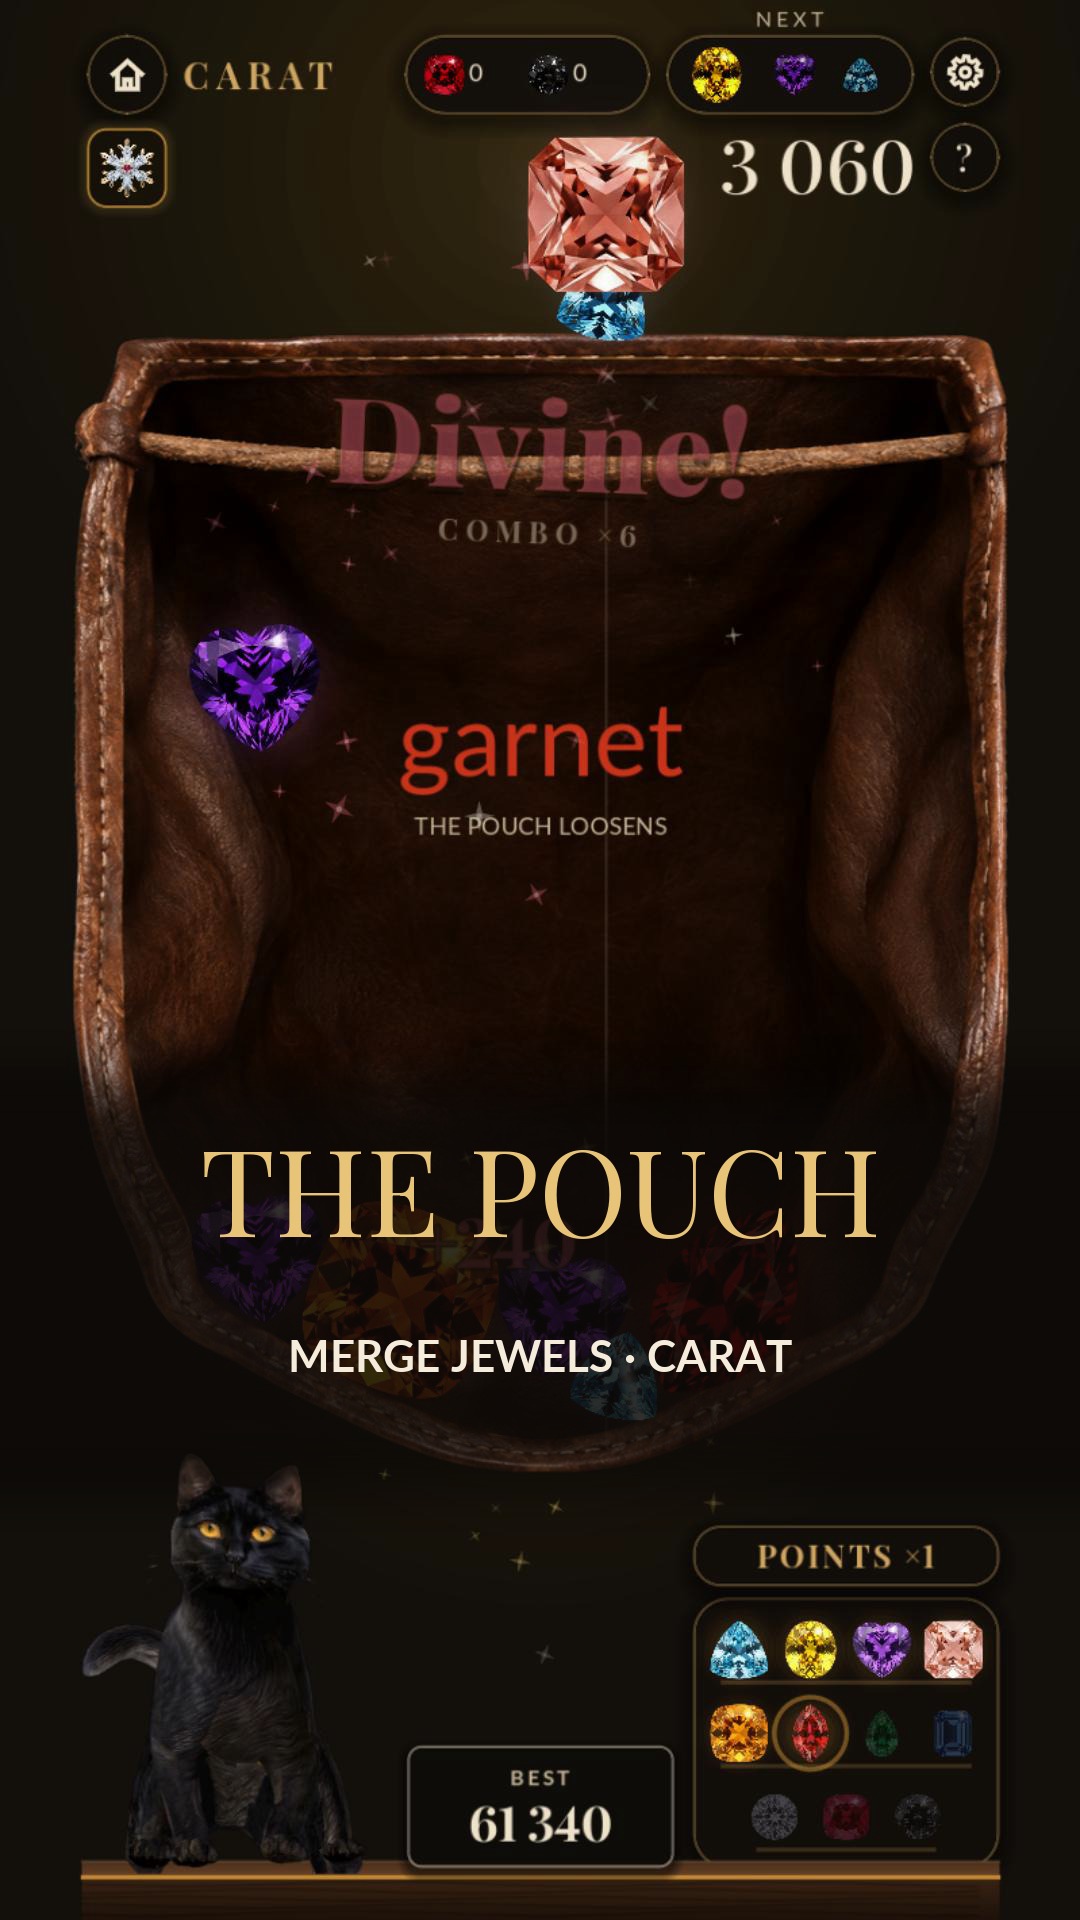 NEXT
CARAT
0
0
3 060
?
Divine!
COMBO ×6
garnet
THE POUCH LOOSENS
THE POUCH
240
MERGE JEWELS · CARAT
POINTS ×1
BEST
61 340